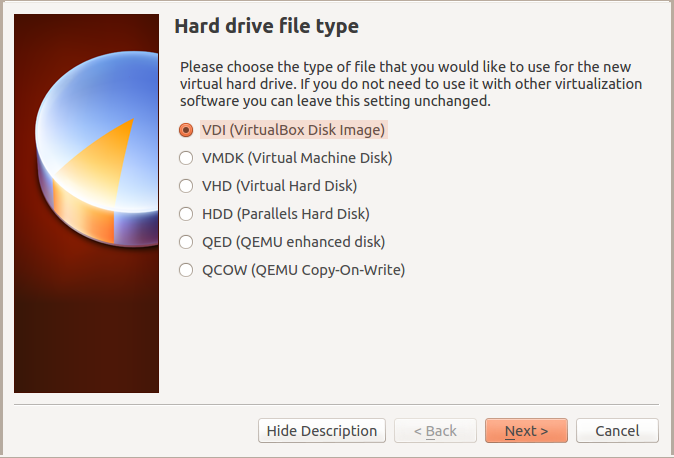 Hard drive file type
Please choose the type of file that you would like to use for the new
virtual hard drive. If you do not need to use it with other virtualization
software you can leave this setting unchanged.
VDI (VirtualBox Disk Image)
VMDK (Virtual Machine Disk)
VHD (Virtual Hard Disk)
HDD (Parallels Hard Disk)
QED (QEMU enhanced disk)
QCOW (QEMU Copy-On-Write)
Hide Description
< Back
Next >
Cancel